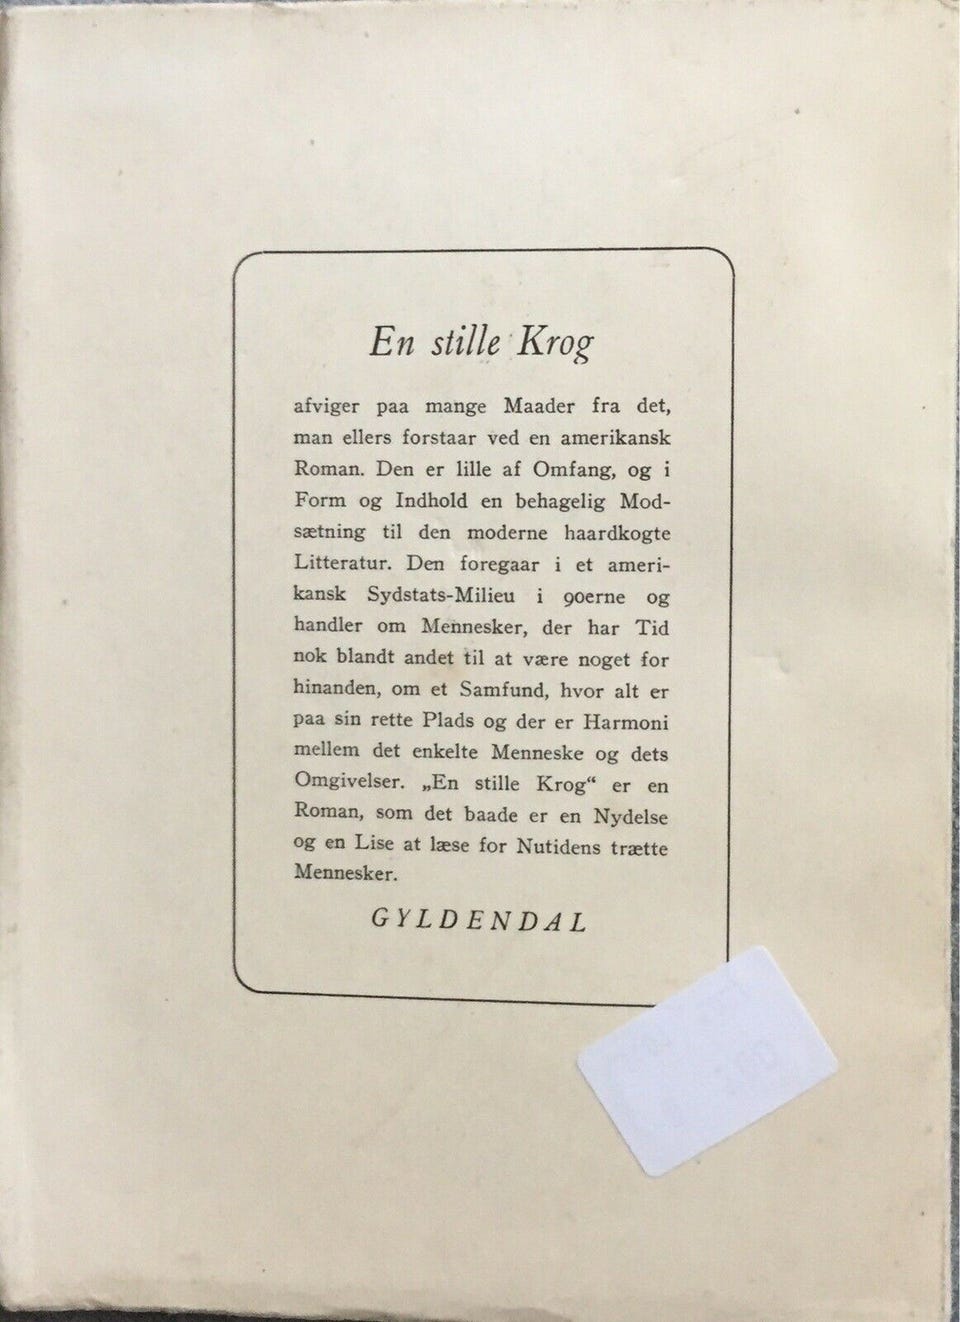 En stille Krog
afviger paa mange Maader fra det,
man ellers forstaar ved en amerikansk
Roman. Den er lille af Omfang, og i
Form og Indhold en behagelig Mod-
sætning til den moderne haardkogte
Litteratur. Den foregaar i et ameri-
kansk Sydstats-Milieu i 90erne og
handler om Mennesker, der har Tid
nok blandt andet til at være noget for
hinanden, om et Samfund, hvor alt er
paa sin rette Plads og der er Harmoni
mellem det enkelte Menneske og dets
Omgivelser. „En stille Krog“ er en
Roman, som det baade er en Nydelse
og en Lise at læse for Nutidens trætte
Mennesker.
GYLDENDAL